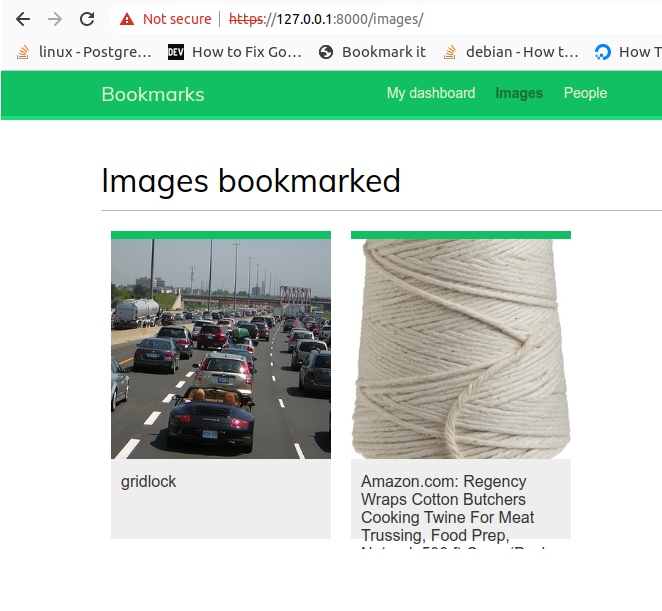 Not secure | https://127.0.0.1:8000/images/
linux - Postgre… How to Fix Go… Bookmark it debian - How t… How T
Bookmarks My dashboard Images People
Images bookmarked
gridlock
Amazon.com: Regency
Wraps Cotton Butchers
Cooking Twine For Meat
Trussing, Food Prep,